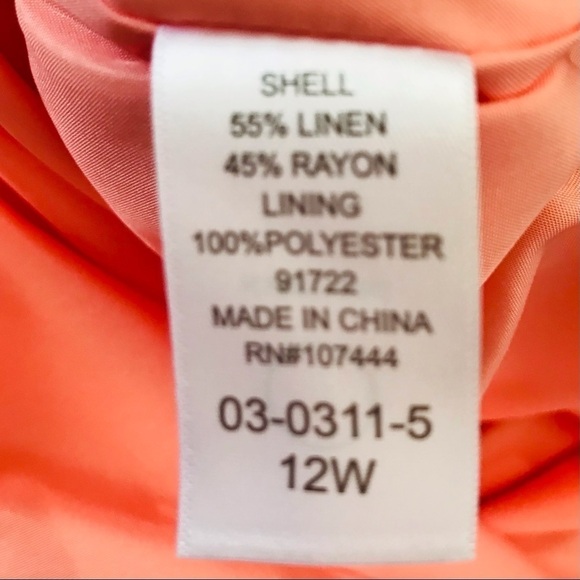 SHELL
55% LINEN
45% RAYON
LINING
100%POLYESTER
91722
MADE IN CHINA
RN#107444
03-0311-5
12W